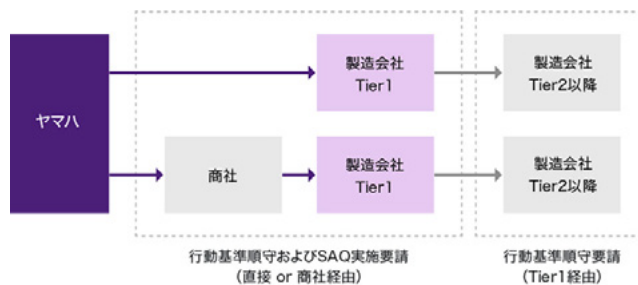 ヤマハ
製造会社
Tier1
製造会社
Tier2以降
商社
製造会社
Tier1
製造会社
Tier2以降
行動基準順守およびSAQ実施要請
(直接 or 商社経由)
行動基準順守要請
(Tier1経由)